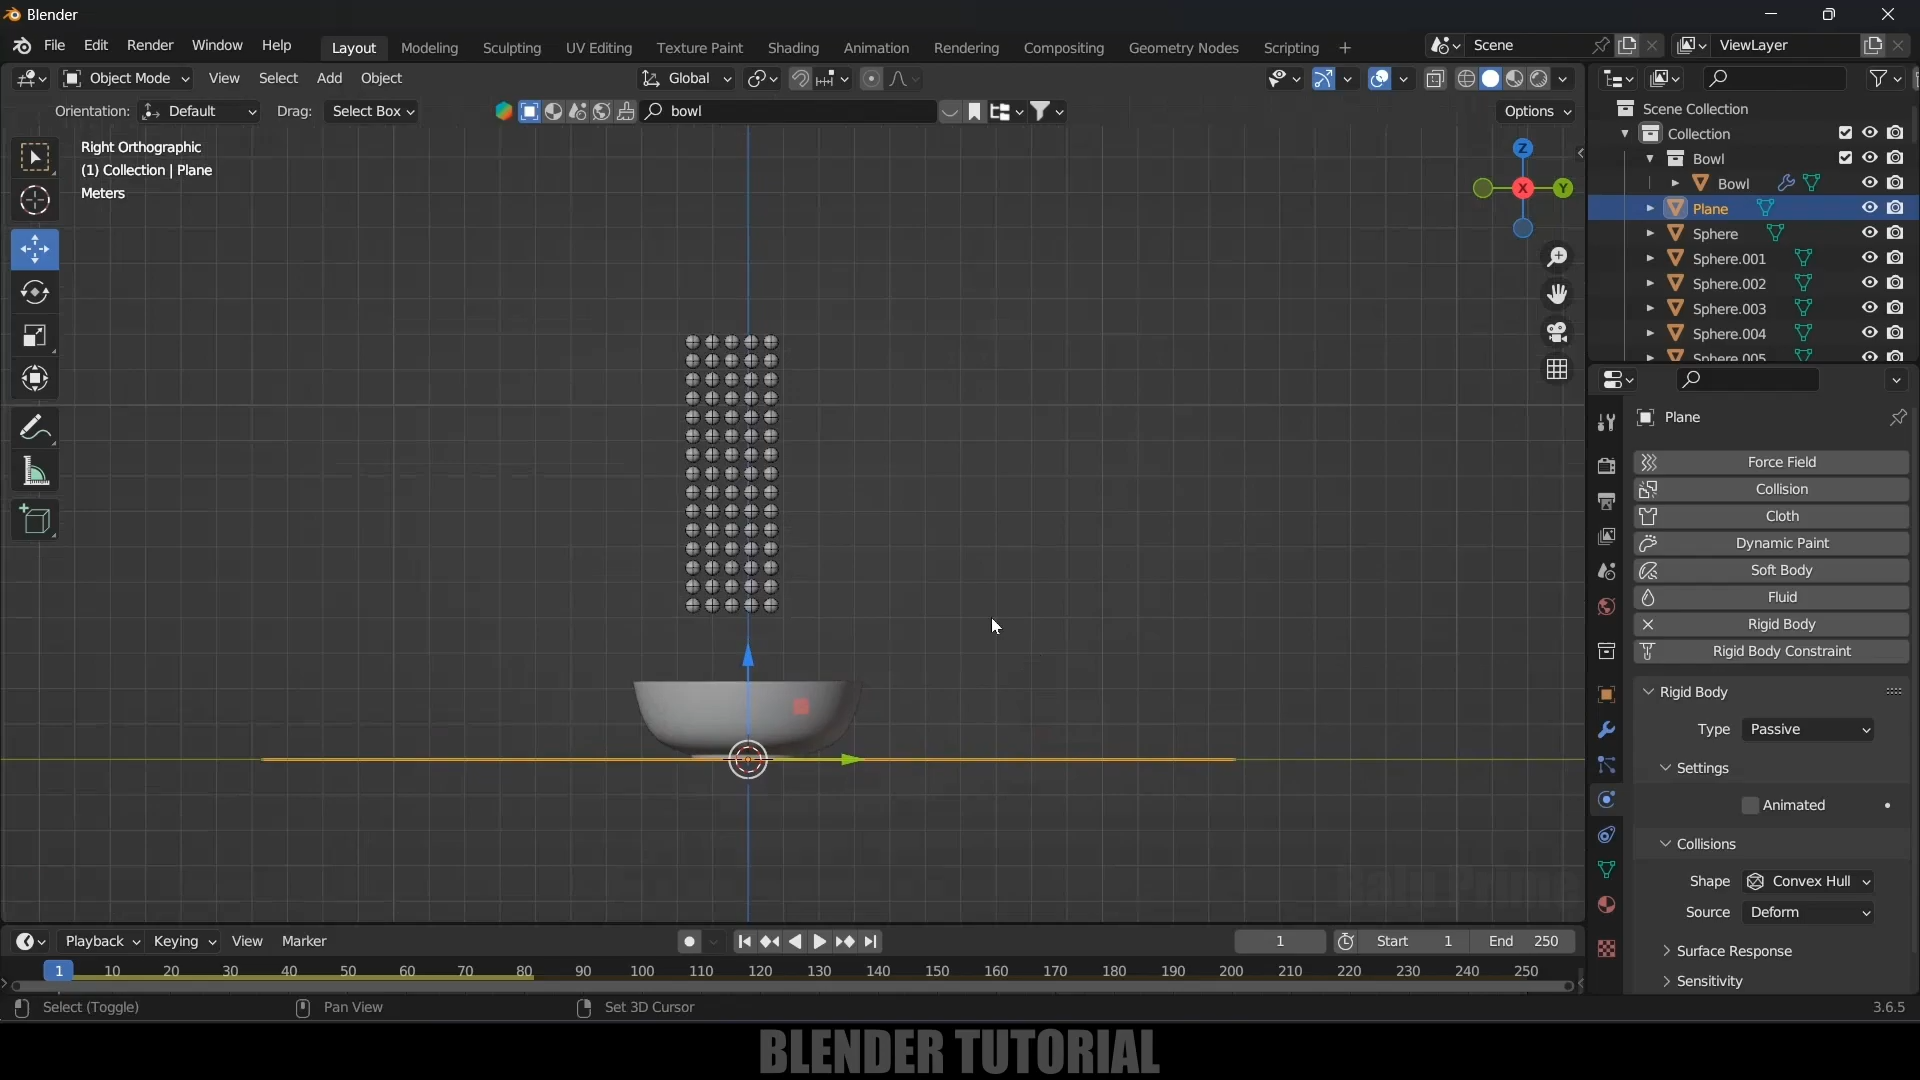 Blender
File Edit Render Window Help Layout Modeling Sculpting UV Editing Texture Paint Shading Animation Rendering Compositing Geometry Nodes Scripting + Scene ViewLayer
Object Mode View Select Add Object Global
Orientation: Default Drag: Select Box bowl Options
Right Orthographic
(1) Collection | Plane
Meters
Z
X
Y
Scene Collection
Collection
Bowl
Bowl
Plane
Sphere
Sphere.001
Sphere.002
Sphere.003
Sphere.004
Sphere.005
Plane
Force Field
Collision
Cloth
Dynamic Paint
Soft Body
Fluid
Rigid Body
Rigid Body Constraint
Rigid Body
Type Passive
Settings
Animated
Collisions
Shape Convex Hull
Source Deform
Surface Response
Sensitivity
Playback Keying View Marker 1 Start 1 End 250
1 10 20 30 40 50 60 70 80 90 100 110 120 130 140 150 160 170 180 190 200 210 220 230 240 250
Select (Toggle) Pan View Set 3D Cursor 3.6.5
BLENDER TUTORIAL